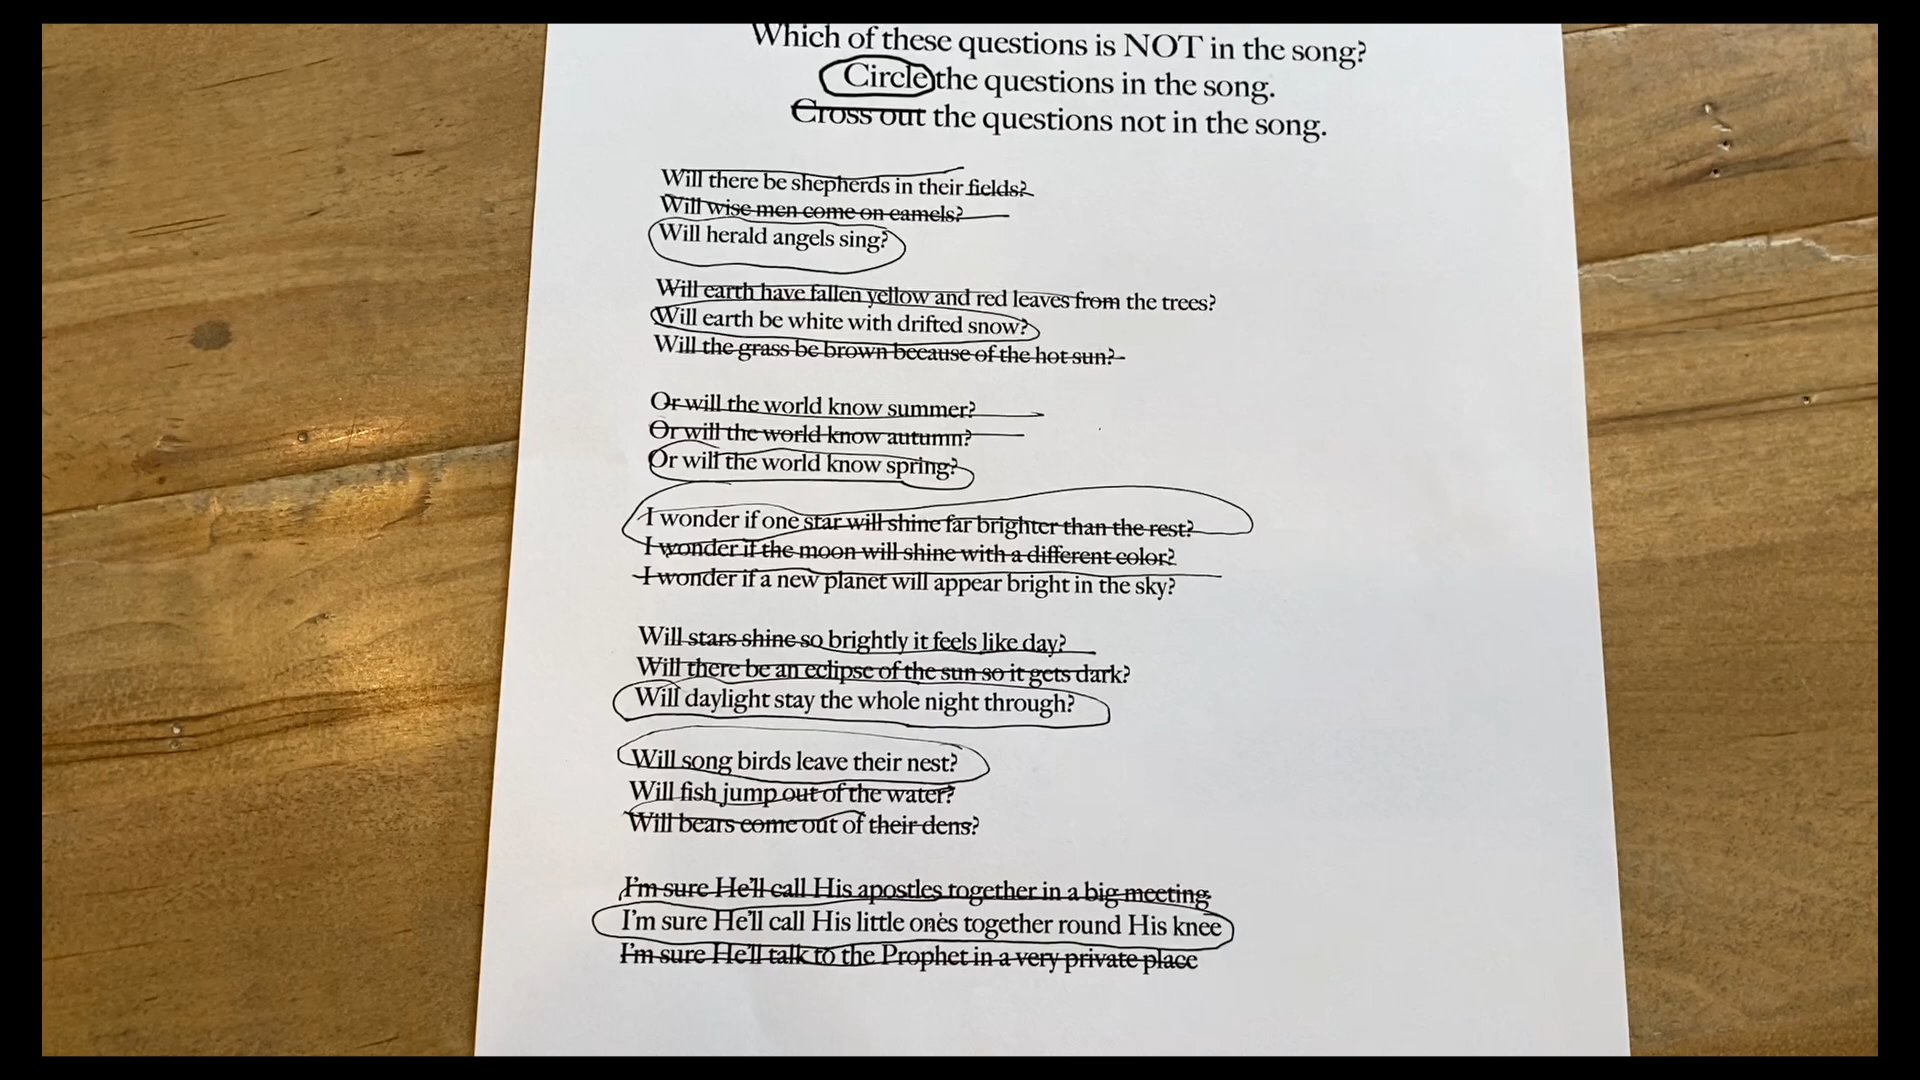 Which of these questions is NOT in the song?
Circle the questions in the song.
Cross out the questions not in the song.
Will there be shepherds in their fields?
Will wise men come on camels?
Will herald angels sing?
Will earth have fallen yellow and red leaves from the trees?
Will earth be white with drifted snow?
Will the grass be brown because of the hot sun?
Or will the world know summer?
Or will the world know autumn?
Or will the world know spring?
I wonder if one star will shine far brighter than the rest?
I wonder if the moon will shine with a different color?
I wonder if a new planet will appear bright in the sky?
Will stars shine so brightly it feels like day?
Will there be an eclipse of the sun so it gets dark?
Will daylight stay the whole night through?
Will song birds leave their nest?
Will fish jump out of the water?
Will bears come out of their dens?
I'm sure He'll call His apostles together in a big meeting
I'm sure He'll call His little ones together round His knee
I'm sure He'll talk to the Prophet in a very private place